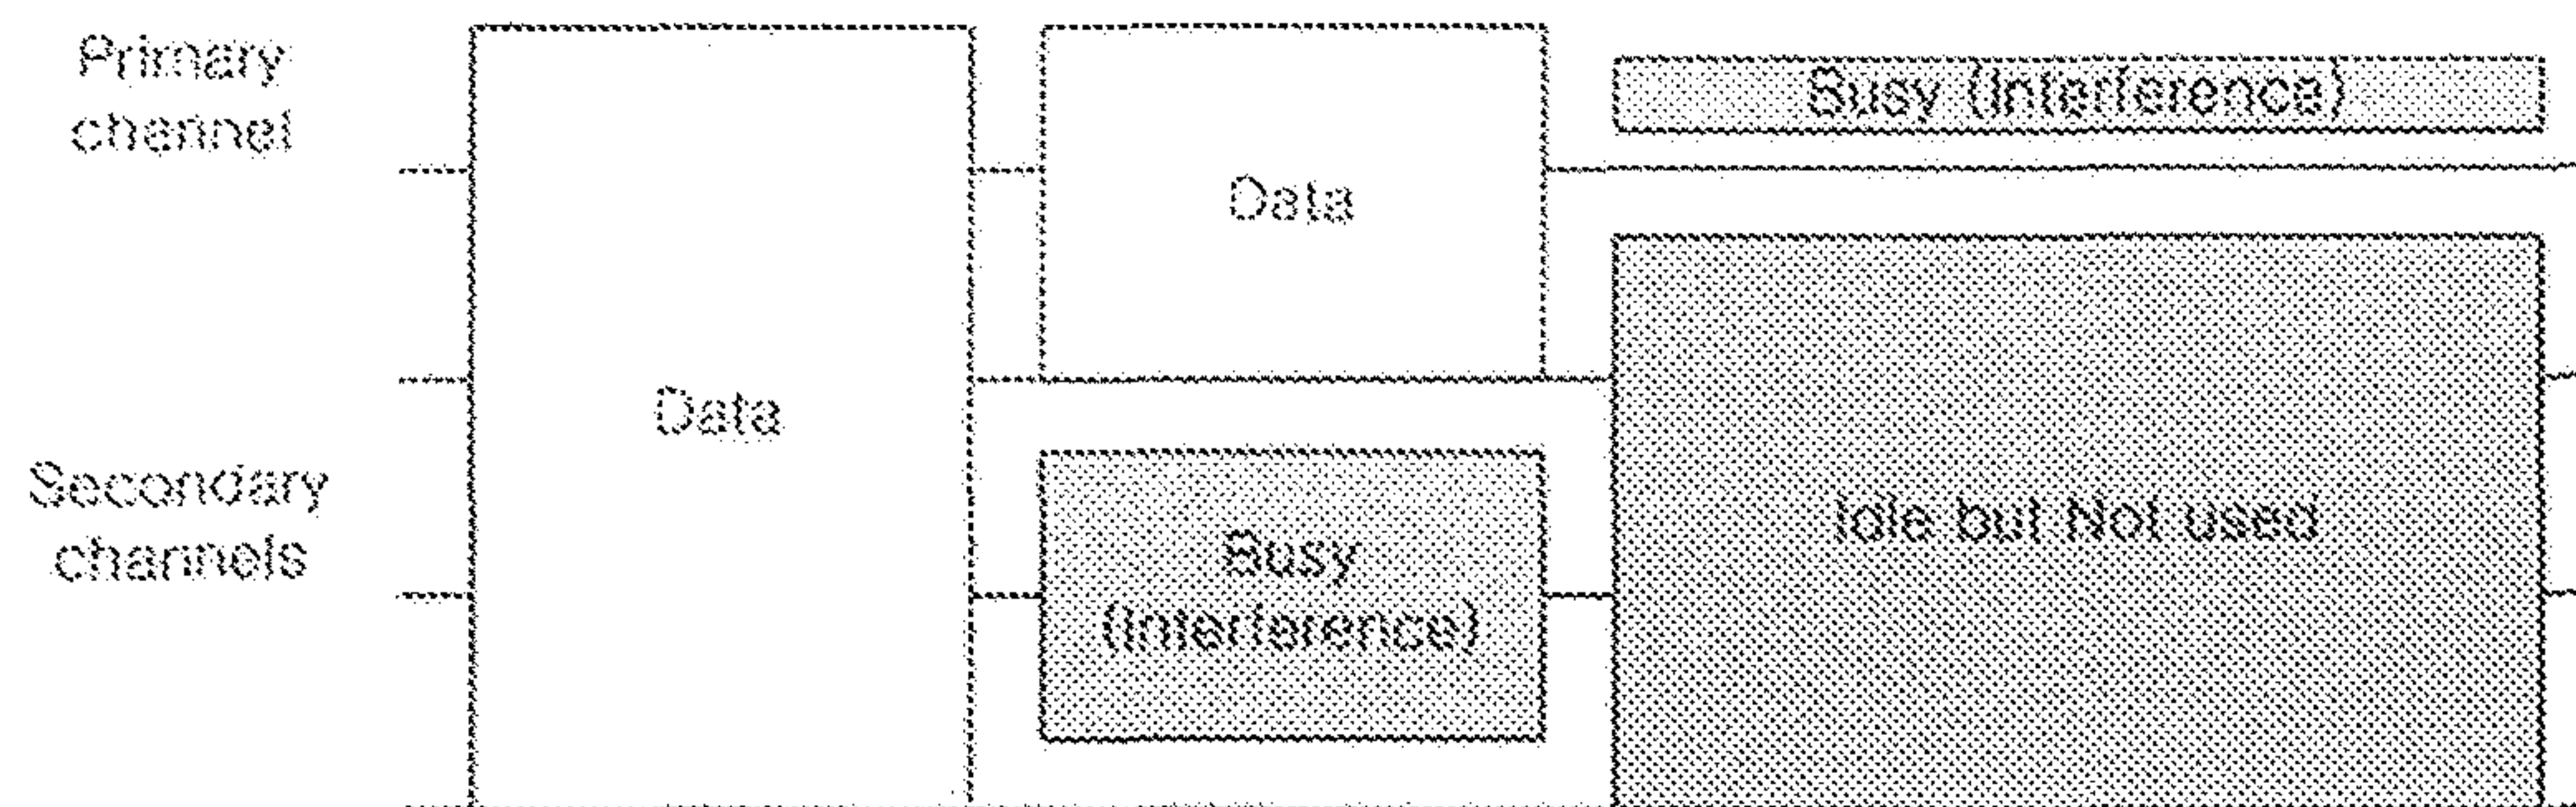 Primary
channel
Data
Data
Busy (Interference)
Secondary
channels
Busy
(Interference)
Idle but Not used